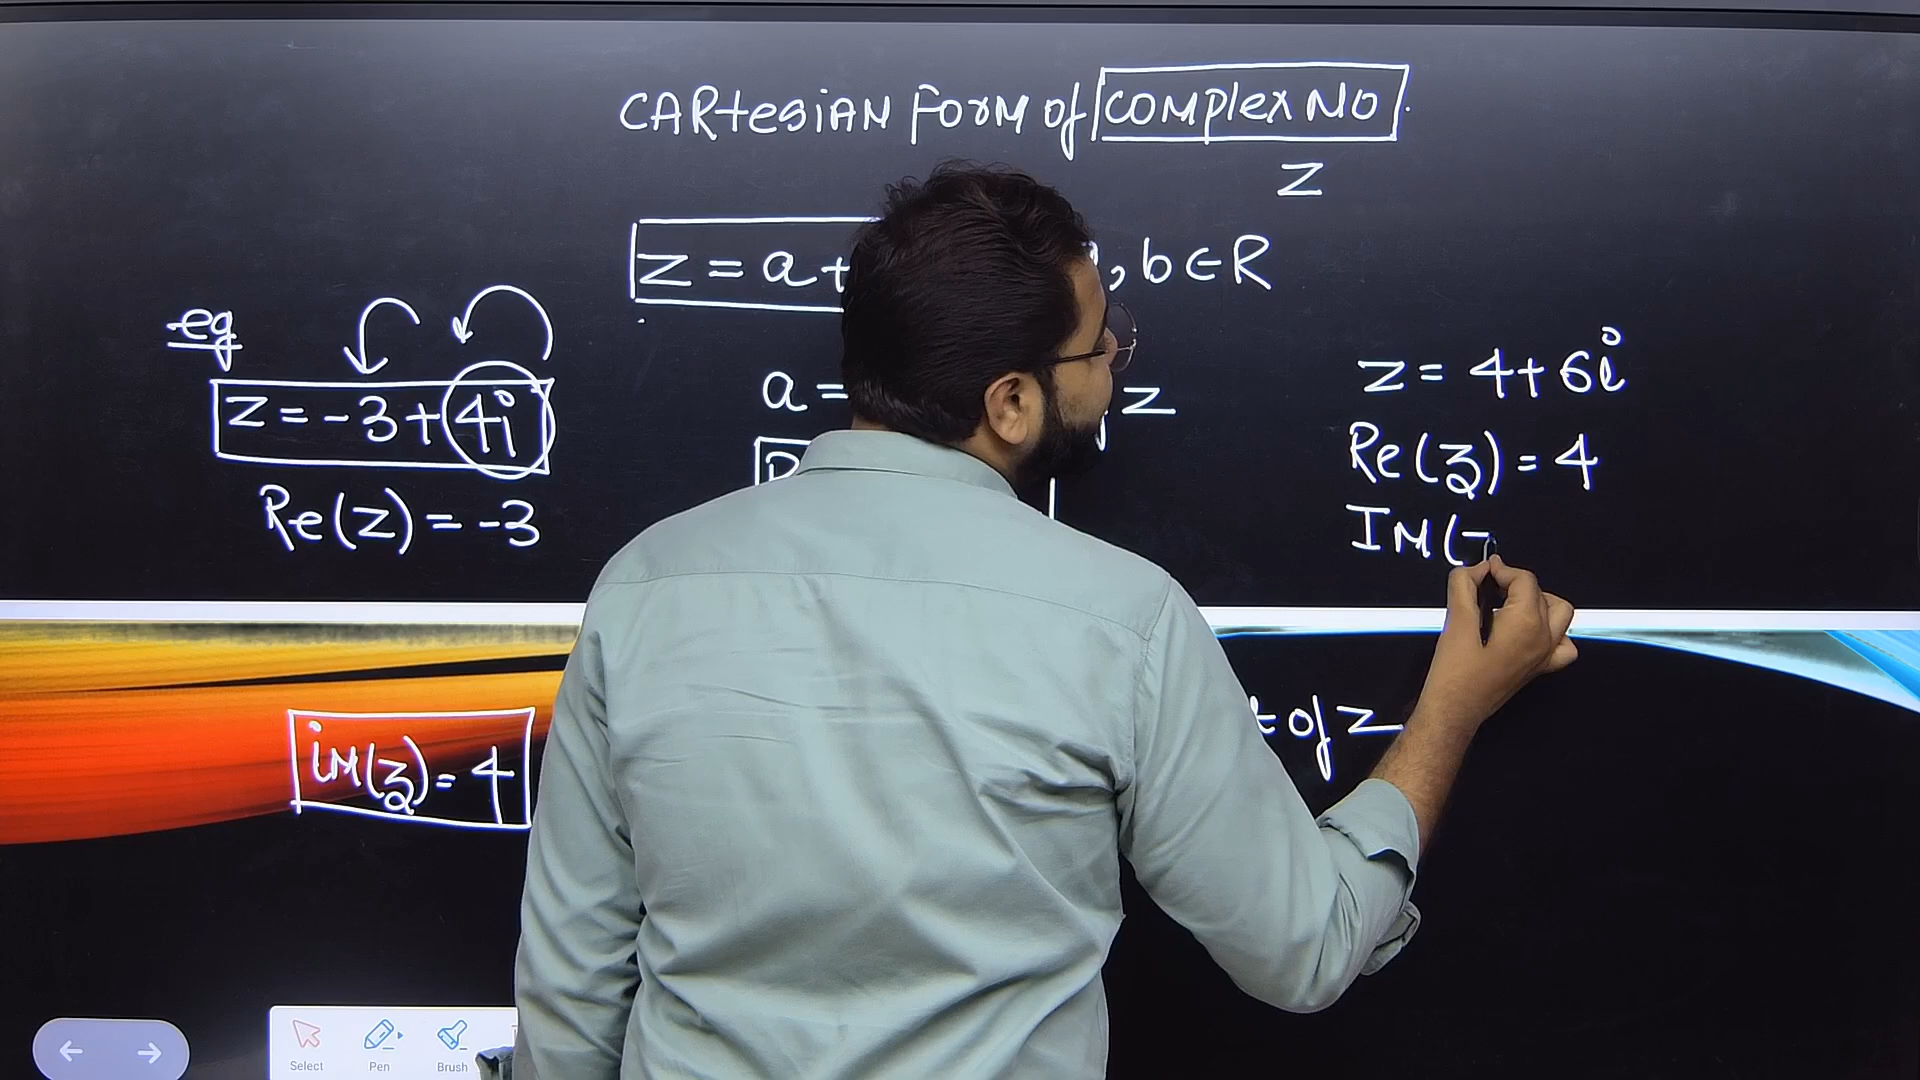 CARtesiAN FORM of COMPlex NO.
z
z = a+ , b ∈ R
eg
z = -3+4i
Re(z) = -3
iM(z) = 4
a = z
z = 4+6i
Re(z) = 4
IM(
of z
Select
Pen
Brush